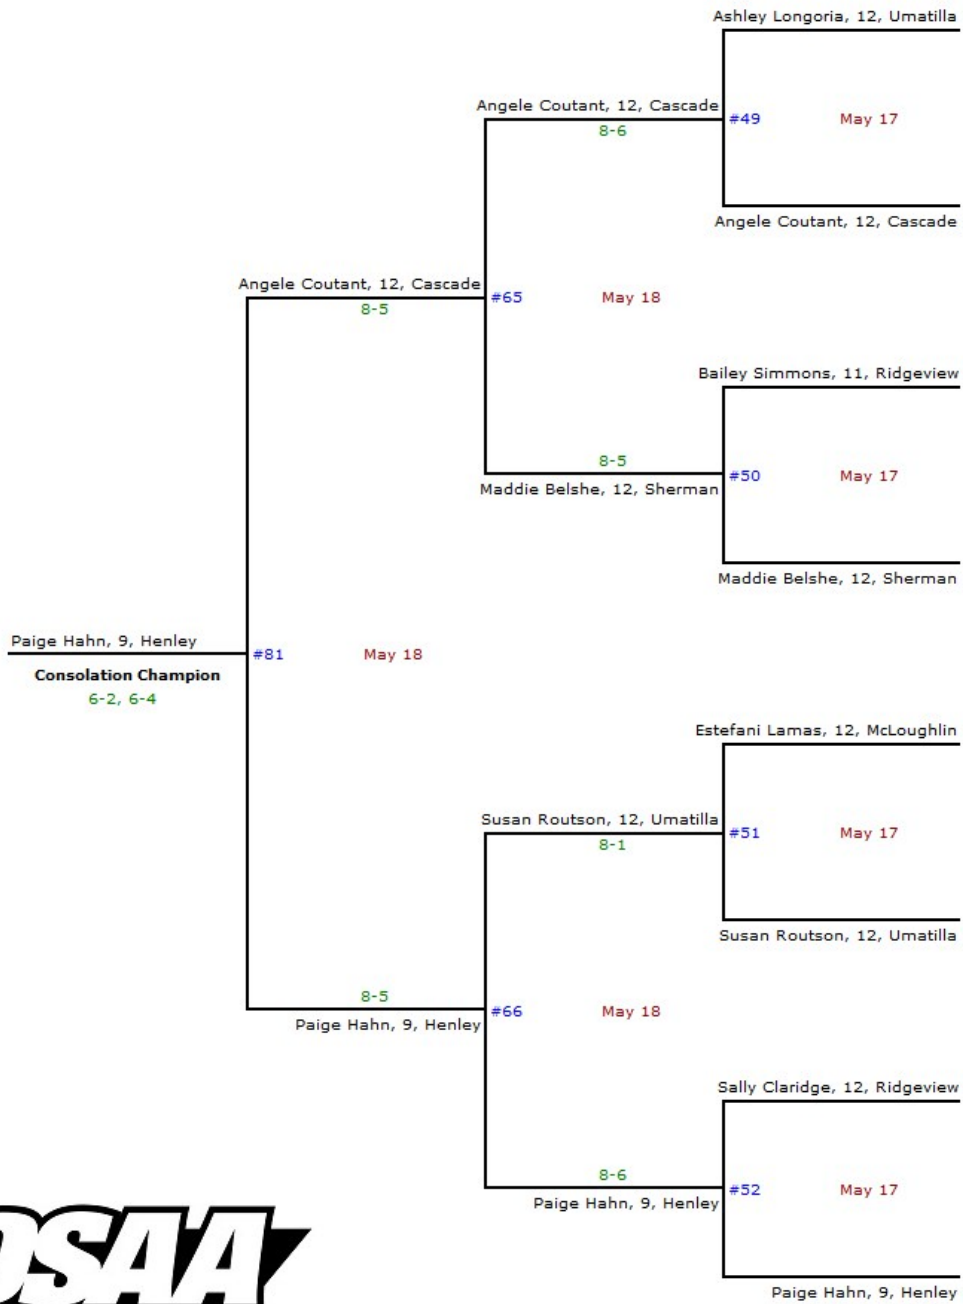 Ashley Longoria, 12, Umatilla
Angele Coutant, 12, Cascade
8-6
#49 May 17
Angele Coutant, 12, Cascade
Angele Coutant, 12, Cascade
8-5
#65 May 18
Bailey Simmons, 11, Ridgeview
8-5
Maddie Belshe, 12, Sherman
#50 May 17
Maddie Belshe, 12, Sherman
Paige Hahn, 9, Henley
Consolation Champion
6-2, 6-4
#81 May 18
Estefani Lamas, 12, McLoughlin
Susan Routson, 12, Umatilla
8-1
#51 May 17
Susan Routson, 12, Umatilla
8-5
Paige Hahn, 9, Henley
#66 May 18
Sally Claridge, 12, Ridgeview
8-6
Paige Hahn, 9, Henley
#52 May 17
Paige Hahn, 9, Henley
OSAA